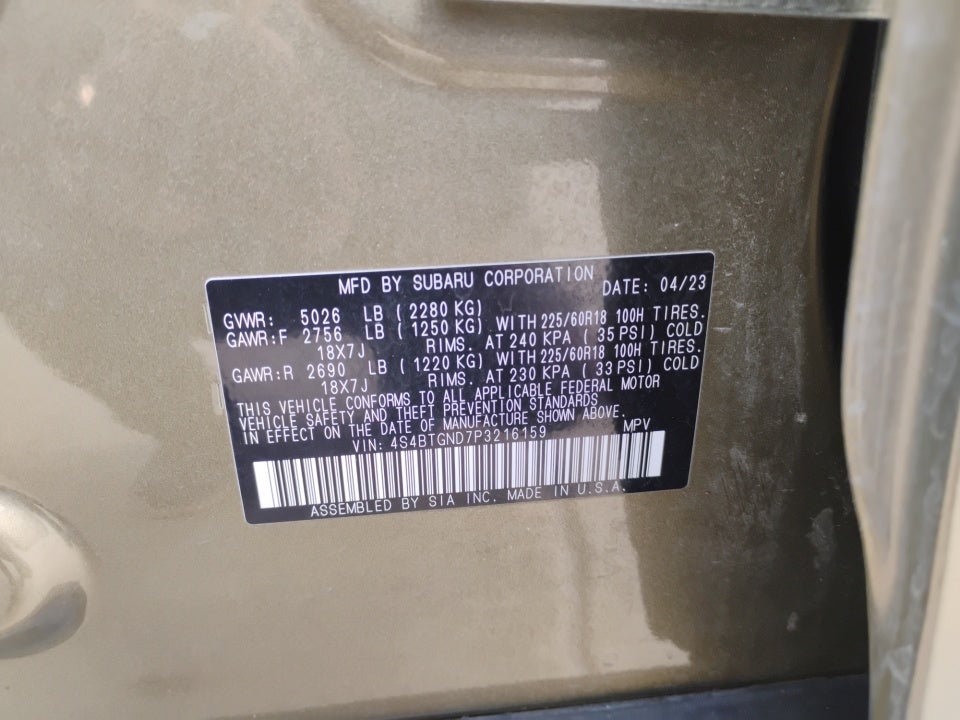 MFD BY SUBARU CORPORATION DATE: 04/23
GVWR: 5026 LB (2280 KG)
GAWR:F 2756 LB (1250 KG) WITH 225/60R18 100H TIRES.
18X7J RIMS. AT 240 KPA (35 PSI) COLD
GAWR:R 2690 LB (1220 KG) WITH 225/60R18 100H TIRES.
18X7J RIMS. AT 230 KPA (33 PSI) COLD
THIS VEHICLE CONFORMS TO ALL APPLICABLE FEDERAL MOTOR
VEHICLE SAFETY AND THEFT PREVENTION STANDARDS
IN EFFECT ON THE DATE OF MANUFACTURE SHOWN ABOVE.
VIN: 4S4BTGND7P3216159 MPV
ASSEMBLED BY SIA INC. MADE IN U.S.A.